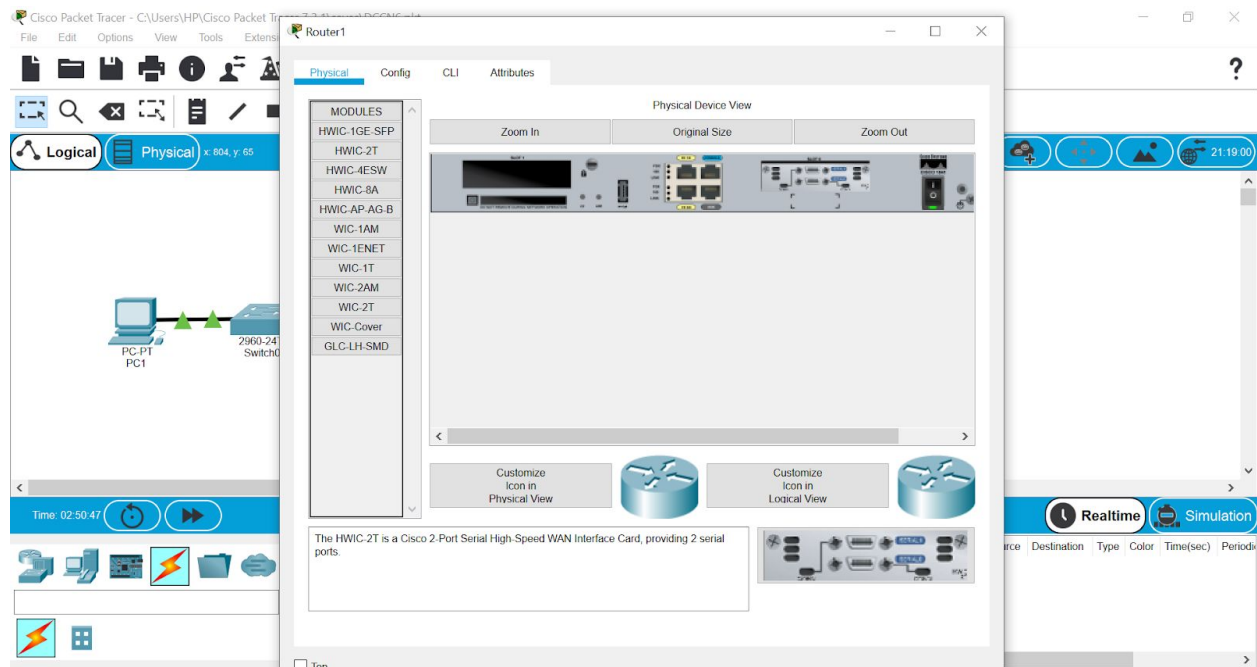 Cisco Packet Tracer - C:\Users\HP\Cisco Packet
File Edit Options View Tools
Router1
Physical Config CLI Attributes
MODULES
HWIC-1GE-SFP
HWIC-2T
HWIC-4ESW
HWIC-8A
HWIC-AP-AG-B
WIC-1AM
WIC-1ENET
WIC-1T
WIC-2AM
WIC-2T
WIC-Cover
GLC-LH-SMD
Physical Device View
Zoom In Original Size Zoom Out
Logical Physical x: 804, y: 65
21:19:00
PC-PT
PC1
2960-24
Switch0
Customize
Icon in
Physical View
Customize
Icon in
Logical View
Time: 02:50:47
Realtime Simulation
The HWIC-2T is a Cisco 2-Port Serial High-Speed WAN Interface Card, providing 2 serial
ports.
Destination Type Color Time(sec)
Top